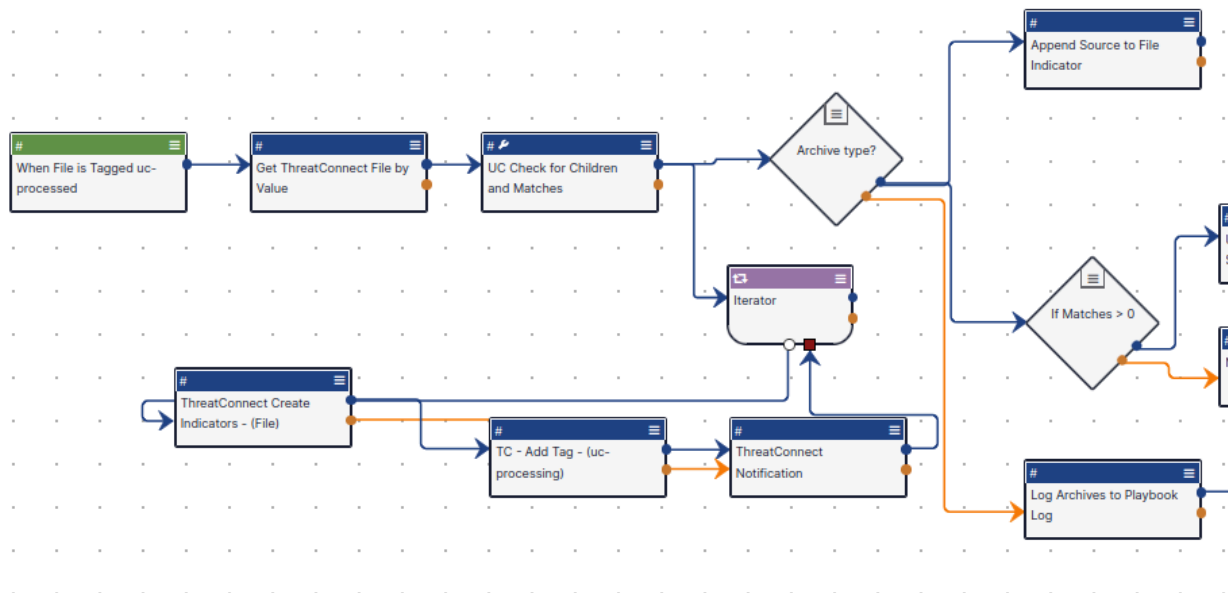 #
Append Source to File
Indicator
#
When File is Tagged uc-
processed
#
Get ThreatConnect File by
Value
#
UC Check for Children
and Matches
Archive type?
Iterator
If Matches > 0
#
ThreatConnect Create
Indicators - (File)
#
TC - Add Tag - (uc-
processing)
#
ThreatConnect
Notification
#
Log Archives to Playbook
Log